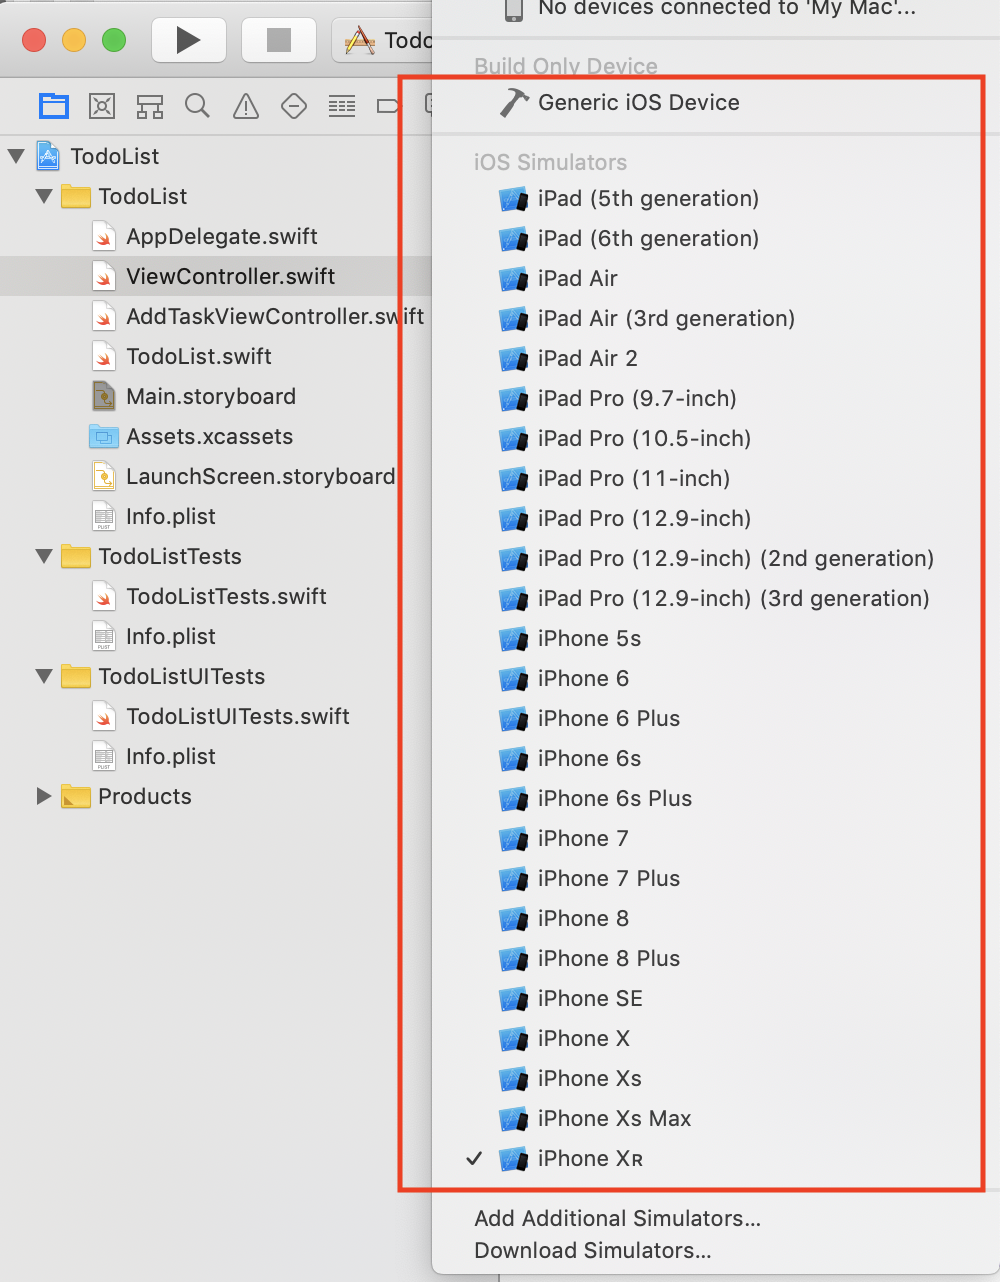 No devices connected to 'My Mac'...
Todo
Build Only Device
Generic iOS Device
TodoList
TodoList
AppDelegate.swift
ViewController.swift
AddTaskViewController.swift
TodoList.swift
Main.storyboard
Assets.xcassets
LaunchScreen.storyboard
Info.plist
TodoListTests
TodoListTests.swift
Info.plist
TodoListUITests
TodoListUITests.swift
Info.plist
Products
iOS Simulators
iPad (5th generation)
iPad (6th generation)
iPad Air
iPad Air (3rd generation)
iPad Air 2
iPad Pro (9.7-inch)
iPad Pro (10.5-inch)
iPad Pro (11-inch)
iPad Pro (12.9-inch)
iPad Pro (12.9-inch) (2nd generation)
iPad Pro (12.9-inch) (3rd generation)
iPhone 5s
iPhone 6
iPhone 6 Plus
iPhone 6s
iPhone 6s Plus
iPhone 7
iPhone 7 Plus
iPhone 8
iPhone 8 Plus
iPhone SE
iPhone X
iPhone Xs
iPhone Xs Max
iPhone Xʀ
Add Additional Simulators...
Download Simulators...